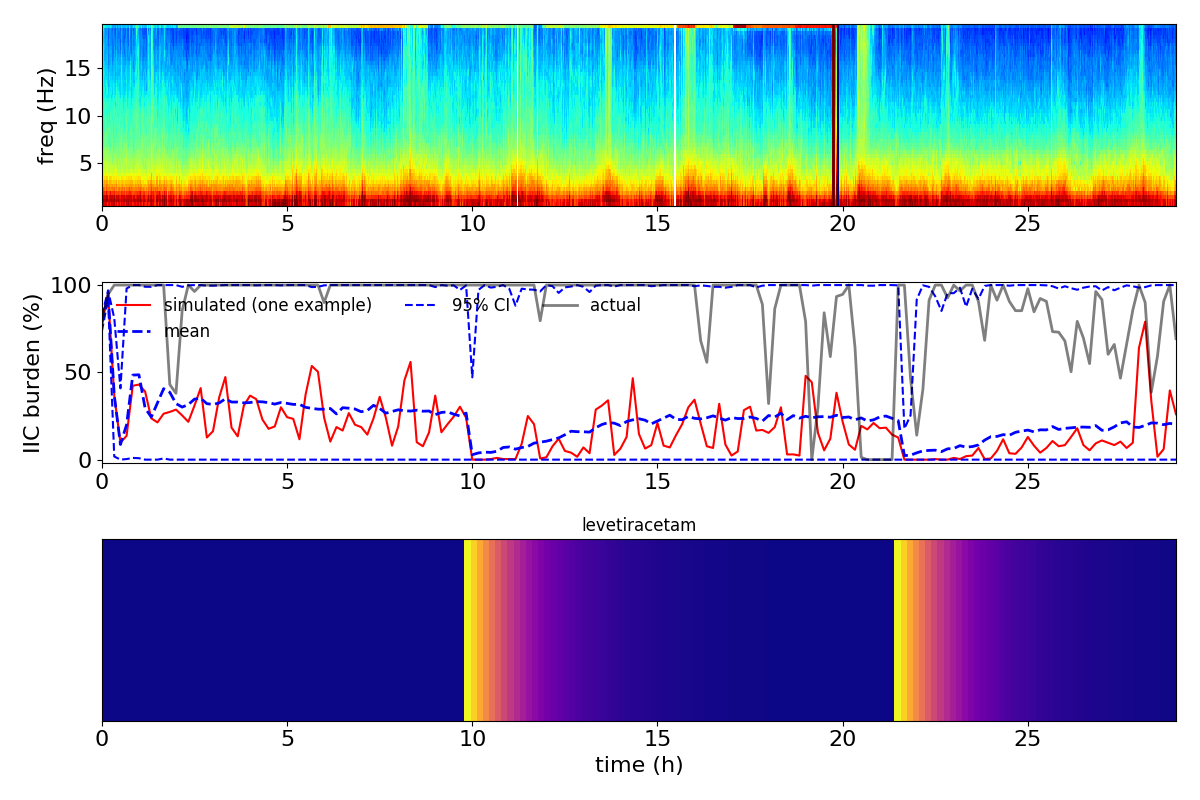 freq (Hz)
15
10
5
0 5 10 15 20 25
IIC burden (%)
100
50
0
simulated (one example) 95% CI actual
mean
0 5 10 15 20 25
levetiracetam
0 5 10 15 20 25
time (h)